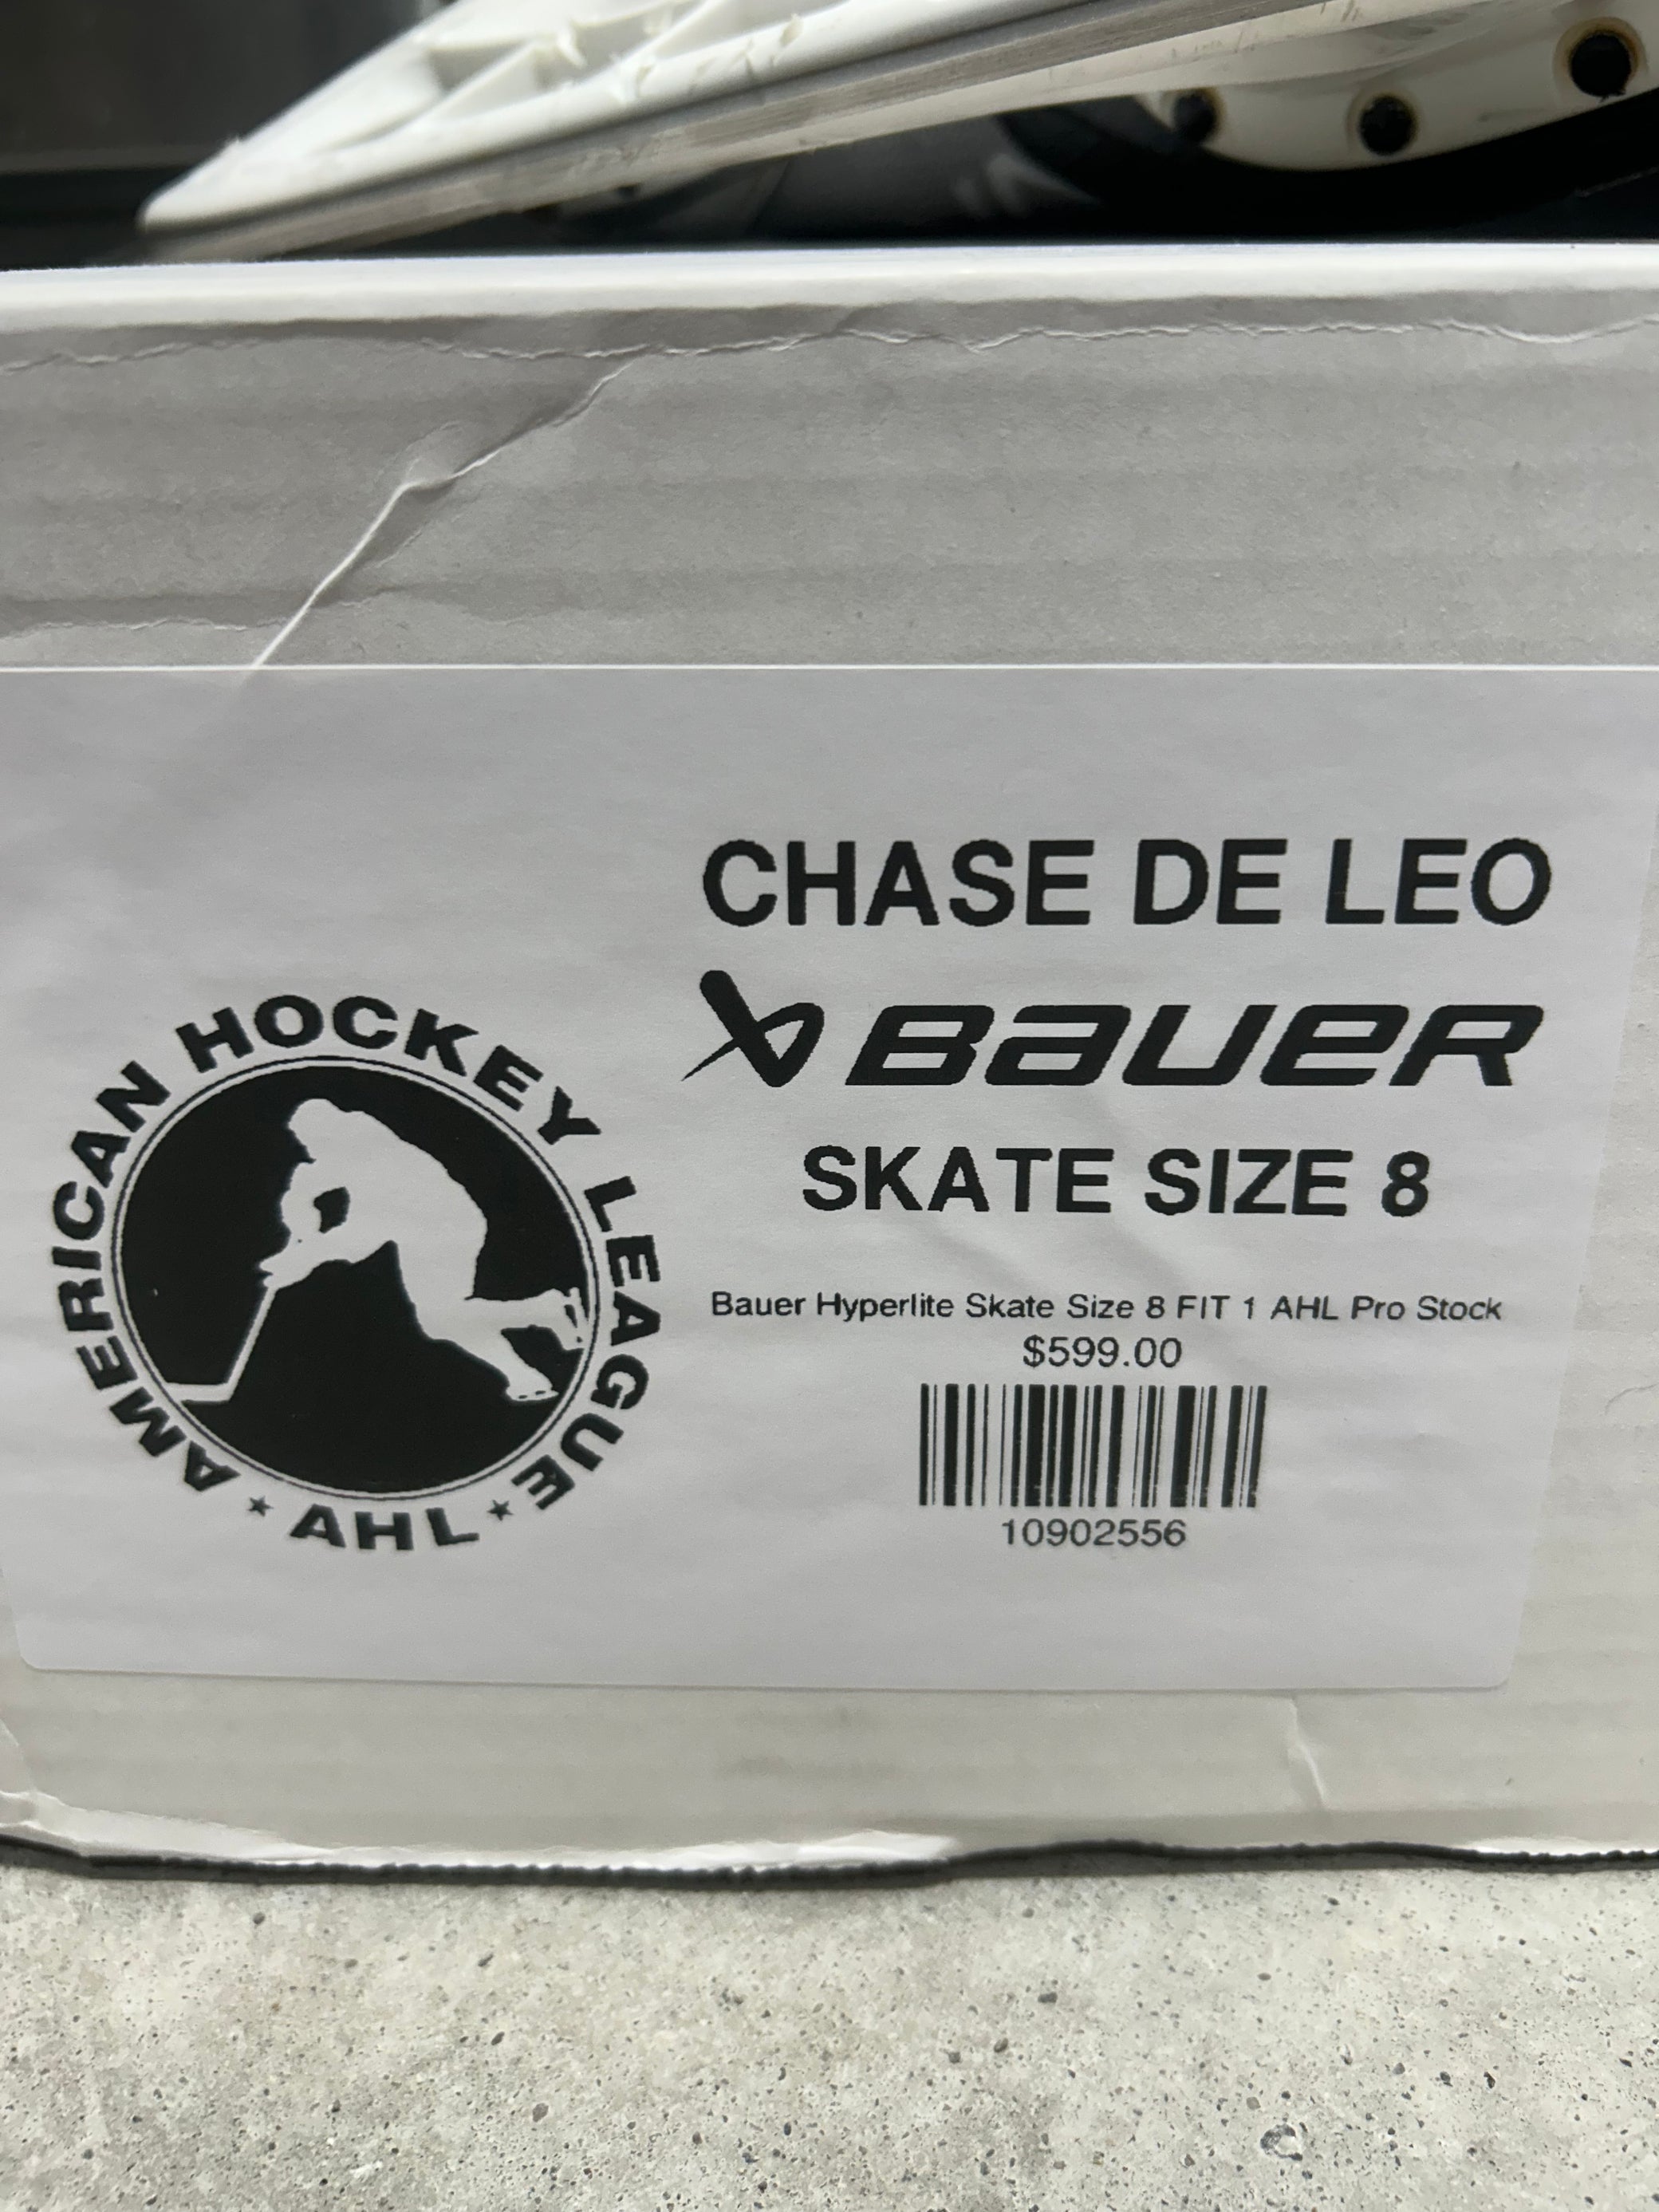 CHASE DE LEO
BAUER
SKATE SIZE 8
Bauer Hyperlite Skate Size 8 FIT 1 AHL Pro Stock
$599.00
10902556
AMERICAN HOCKEY LEAGUE
★ AHL ★